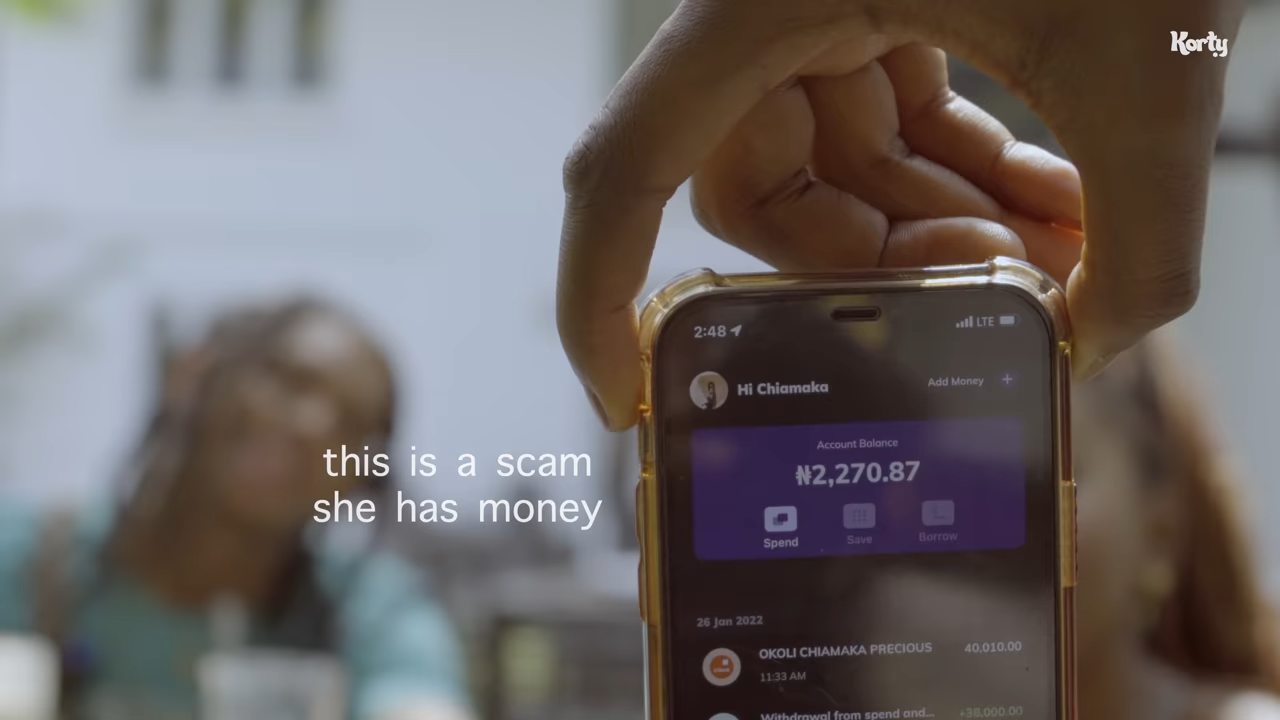 Korty
2:48
LTE
Hi Chiamaka
Add Money +
Account Balance
₦2,270.87
Spend Save Borrow
this is a scam
she has money
26 Jan 2022
OKOLI CHIAMAKA PRECIOUS 40,010.00
11:33 AM
Withdrawal from spend and... +38,000.00